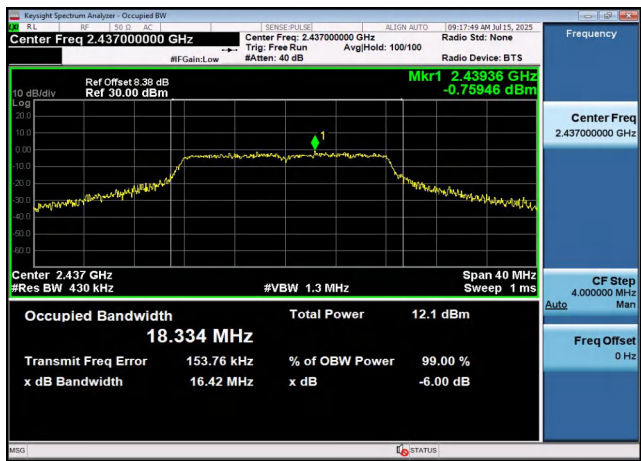 Keysight Spectrum Analyzer - Occupied BW
RL RF 50 Ω AC SENSE:PULSE ALIGN AUTO 09:17:49 AM Jul 15, 2025
Center Freq 2.437000000 GHz Center Freq: 2.437000000 GHz Radio Std: None
Trig: Free Run Avg|Hold: 100/100
#IFGain:Low #Atten: 40 dB Radio Device: BTS
Frequency
Mkr1 2.43936 GHz
Ref Offset 8.38 dB
10 dB/div Ref 30.00 dBm -0.75946 dBm
Log
20.0
10.0
0.00
1
-10.0
-20.0
-30.0
-40.0
-50.0
-60.0
Center Freq
2.437000000 GHz
Center 2.437 GHz Span 40 MHz
#Res BW 430 kHz #VBW 1.3 MHz Sweep 1 ms
CF Step
4.000000 MHz
Auto Man
Freq Offset
0 Hz
Occupied Bandwidth Total Power 12.1 dBm
18.334 MHz
Transmit Freq Error 153.76 kHz % of OBW Power 99.00 %
x dB Bandwidth 16.42 MHz x dB -6.00 dB
MSG STATUS